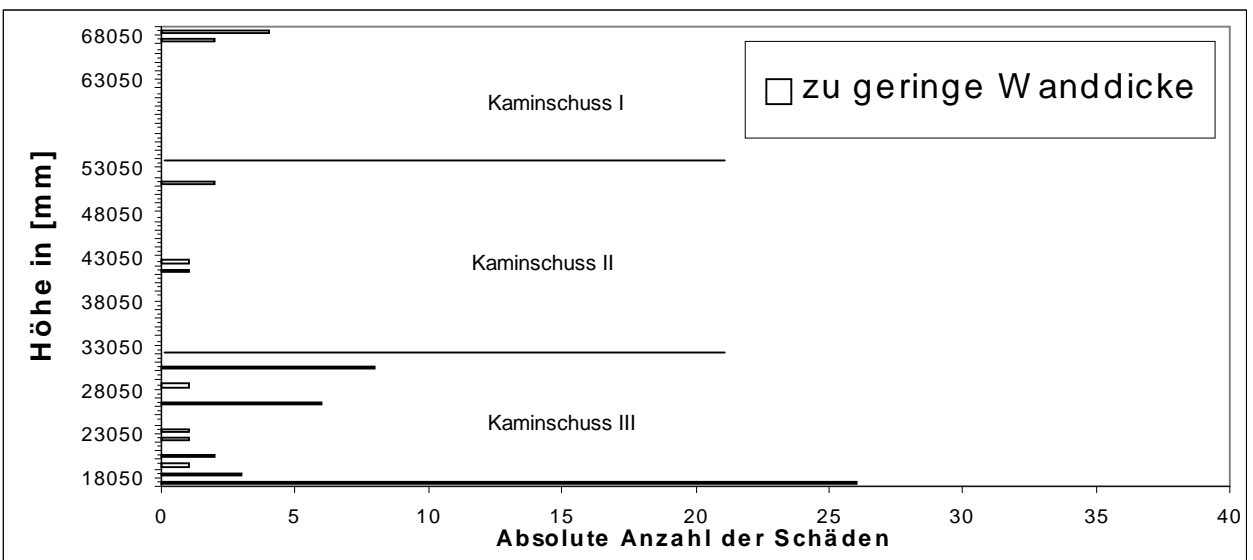 68050
63050
53050
48050
43050
38050
33050
28050
23050
18050
Höhe in [mm]
zu geringe Wanddicke
Kaminschuss I
Kaminschuss II
Kaminschuss III
0 5 10 15 20 25 30 35 40
Absolute Anzahl der Schäden